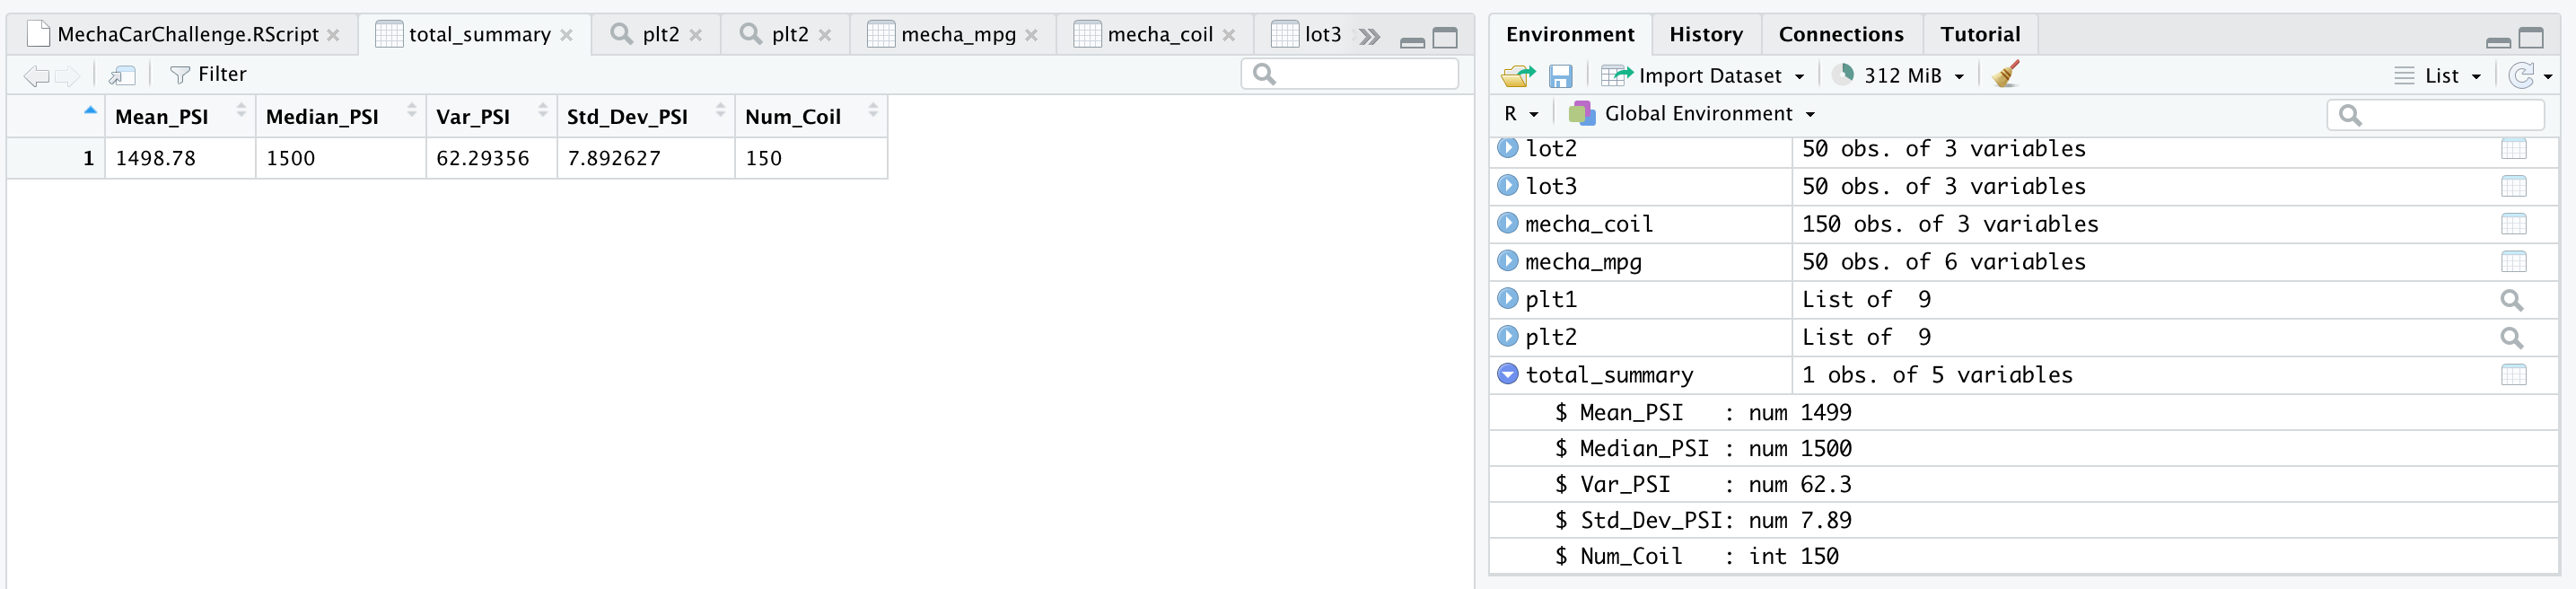 MechaCarChallenge.RScript total_summary plt2 plt2 mecha_mpg mecha_coil lot3
Filter
Mean_PSI Median_PSI Var_PSI Std_Dev_PSI Num_Coil
1 1498.78 1500 62.29356 7.892627 150
Environment History Connections Tutorial
Import Dataset 312 MiB List
R Global Environment
lot2 50 obs. of 3 variables
lot3 50 obs. of 3 variables
mecha_coil 150 obs. of 3 variables
mecha_mpg 50 obs. of 6 variables
plt1 List of  9
plt2 List of  9
total_summary 1 obs. of 5 variables
$ Mean_PSI   : num 1499
$ Median_PSI : num 1500
$ Var_PSI    : num 62.3
$ Std_Dev_PSI: num 7.89
$ Num_Coil   : int 150